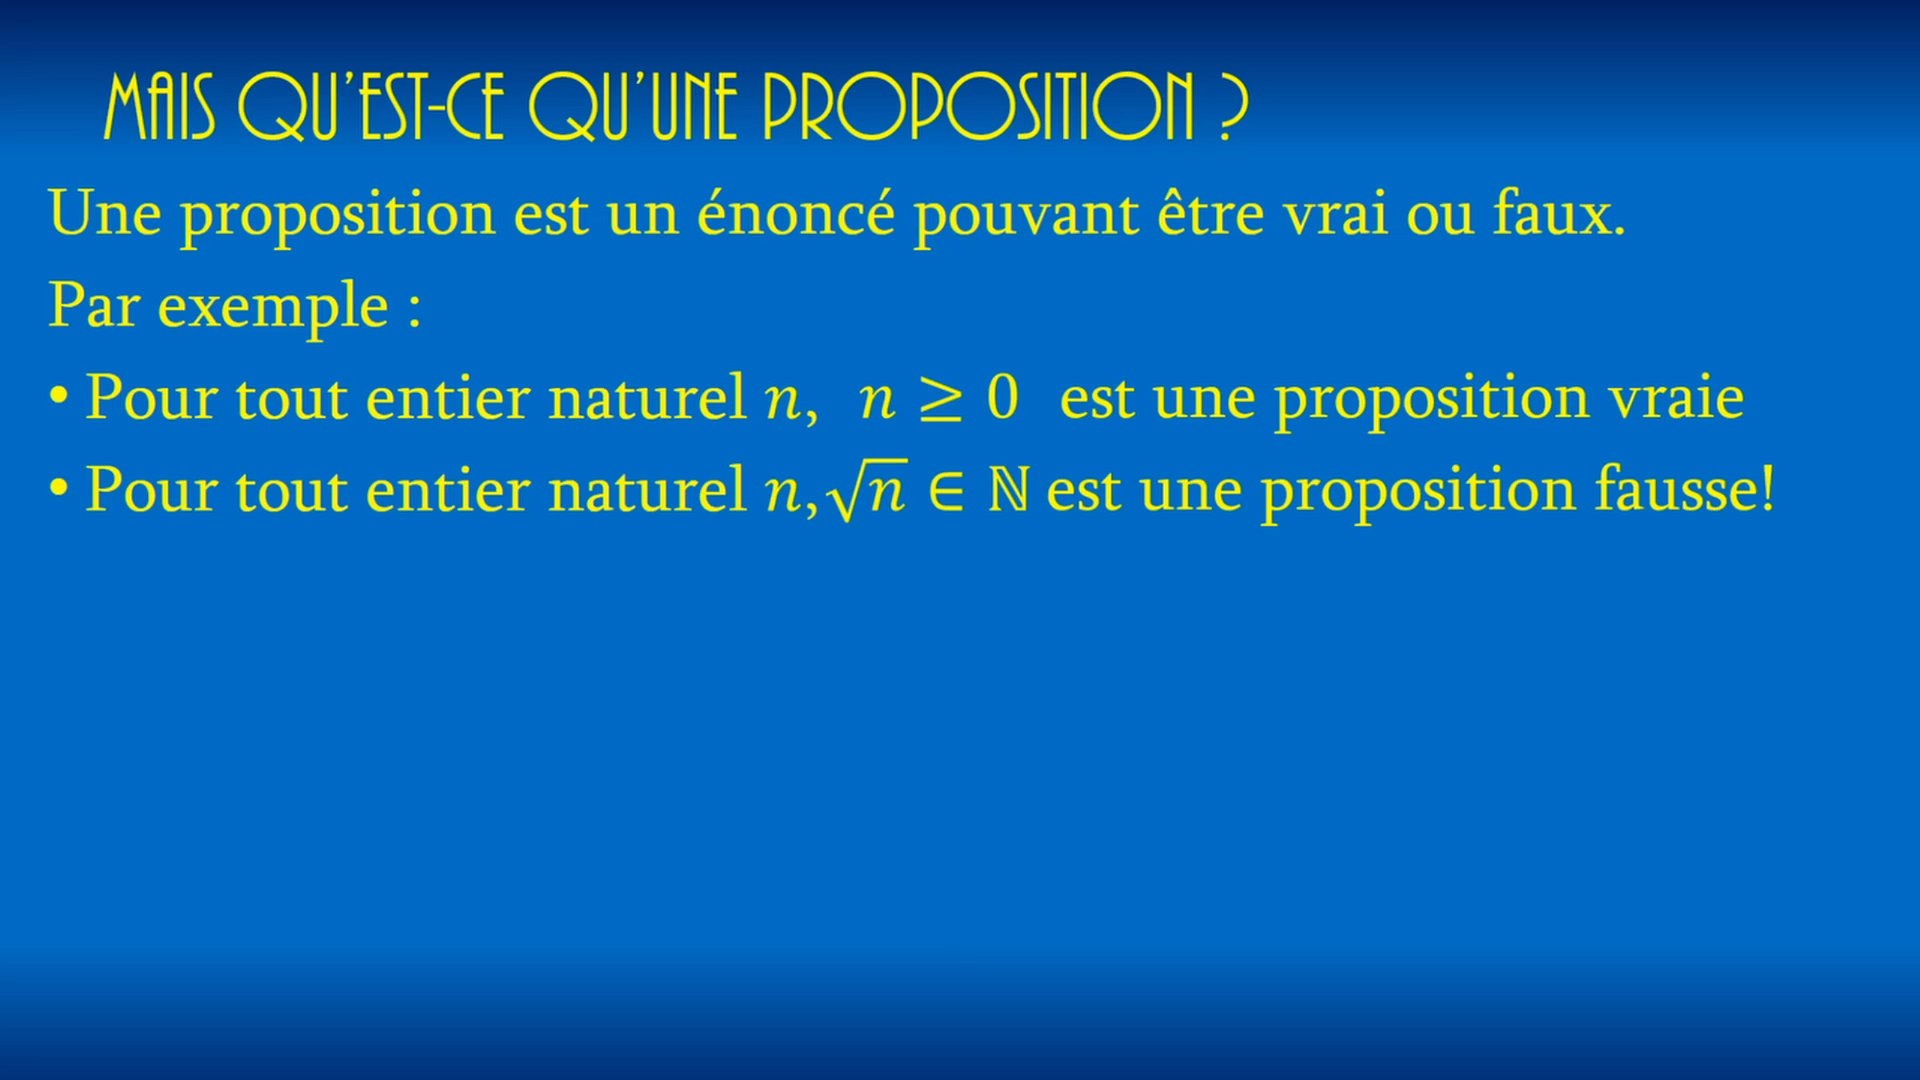 MAIS QU'EST-CE QU'UNE PROPOSITION ?
Une proposition est un énoncé pouvant être vrai ou faux.
Par exemple :
• Pour tout entier naturel n, n ≥ 0 est une proposition vraie
• Pour tout entier naturel n, √n ∈ ℕ est une proposition fausse!